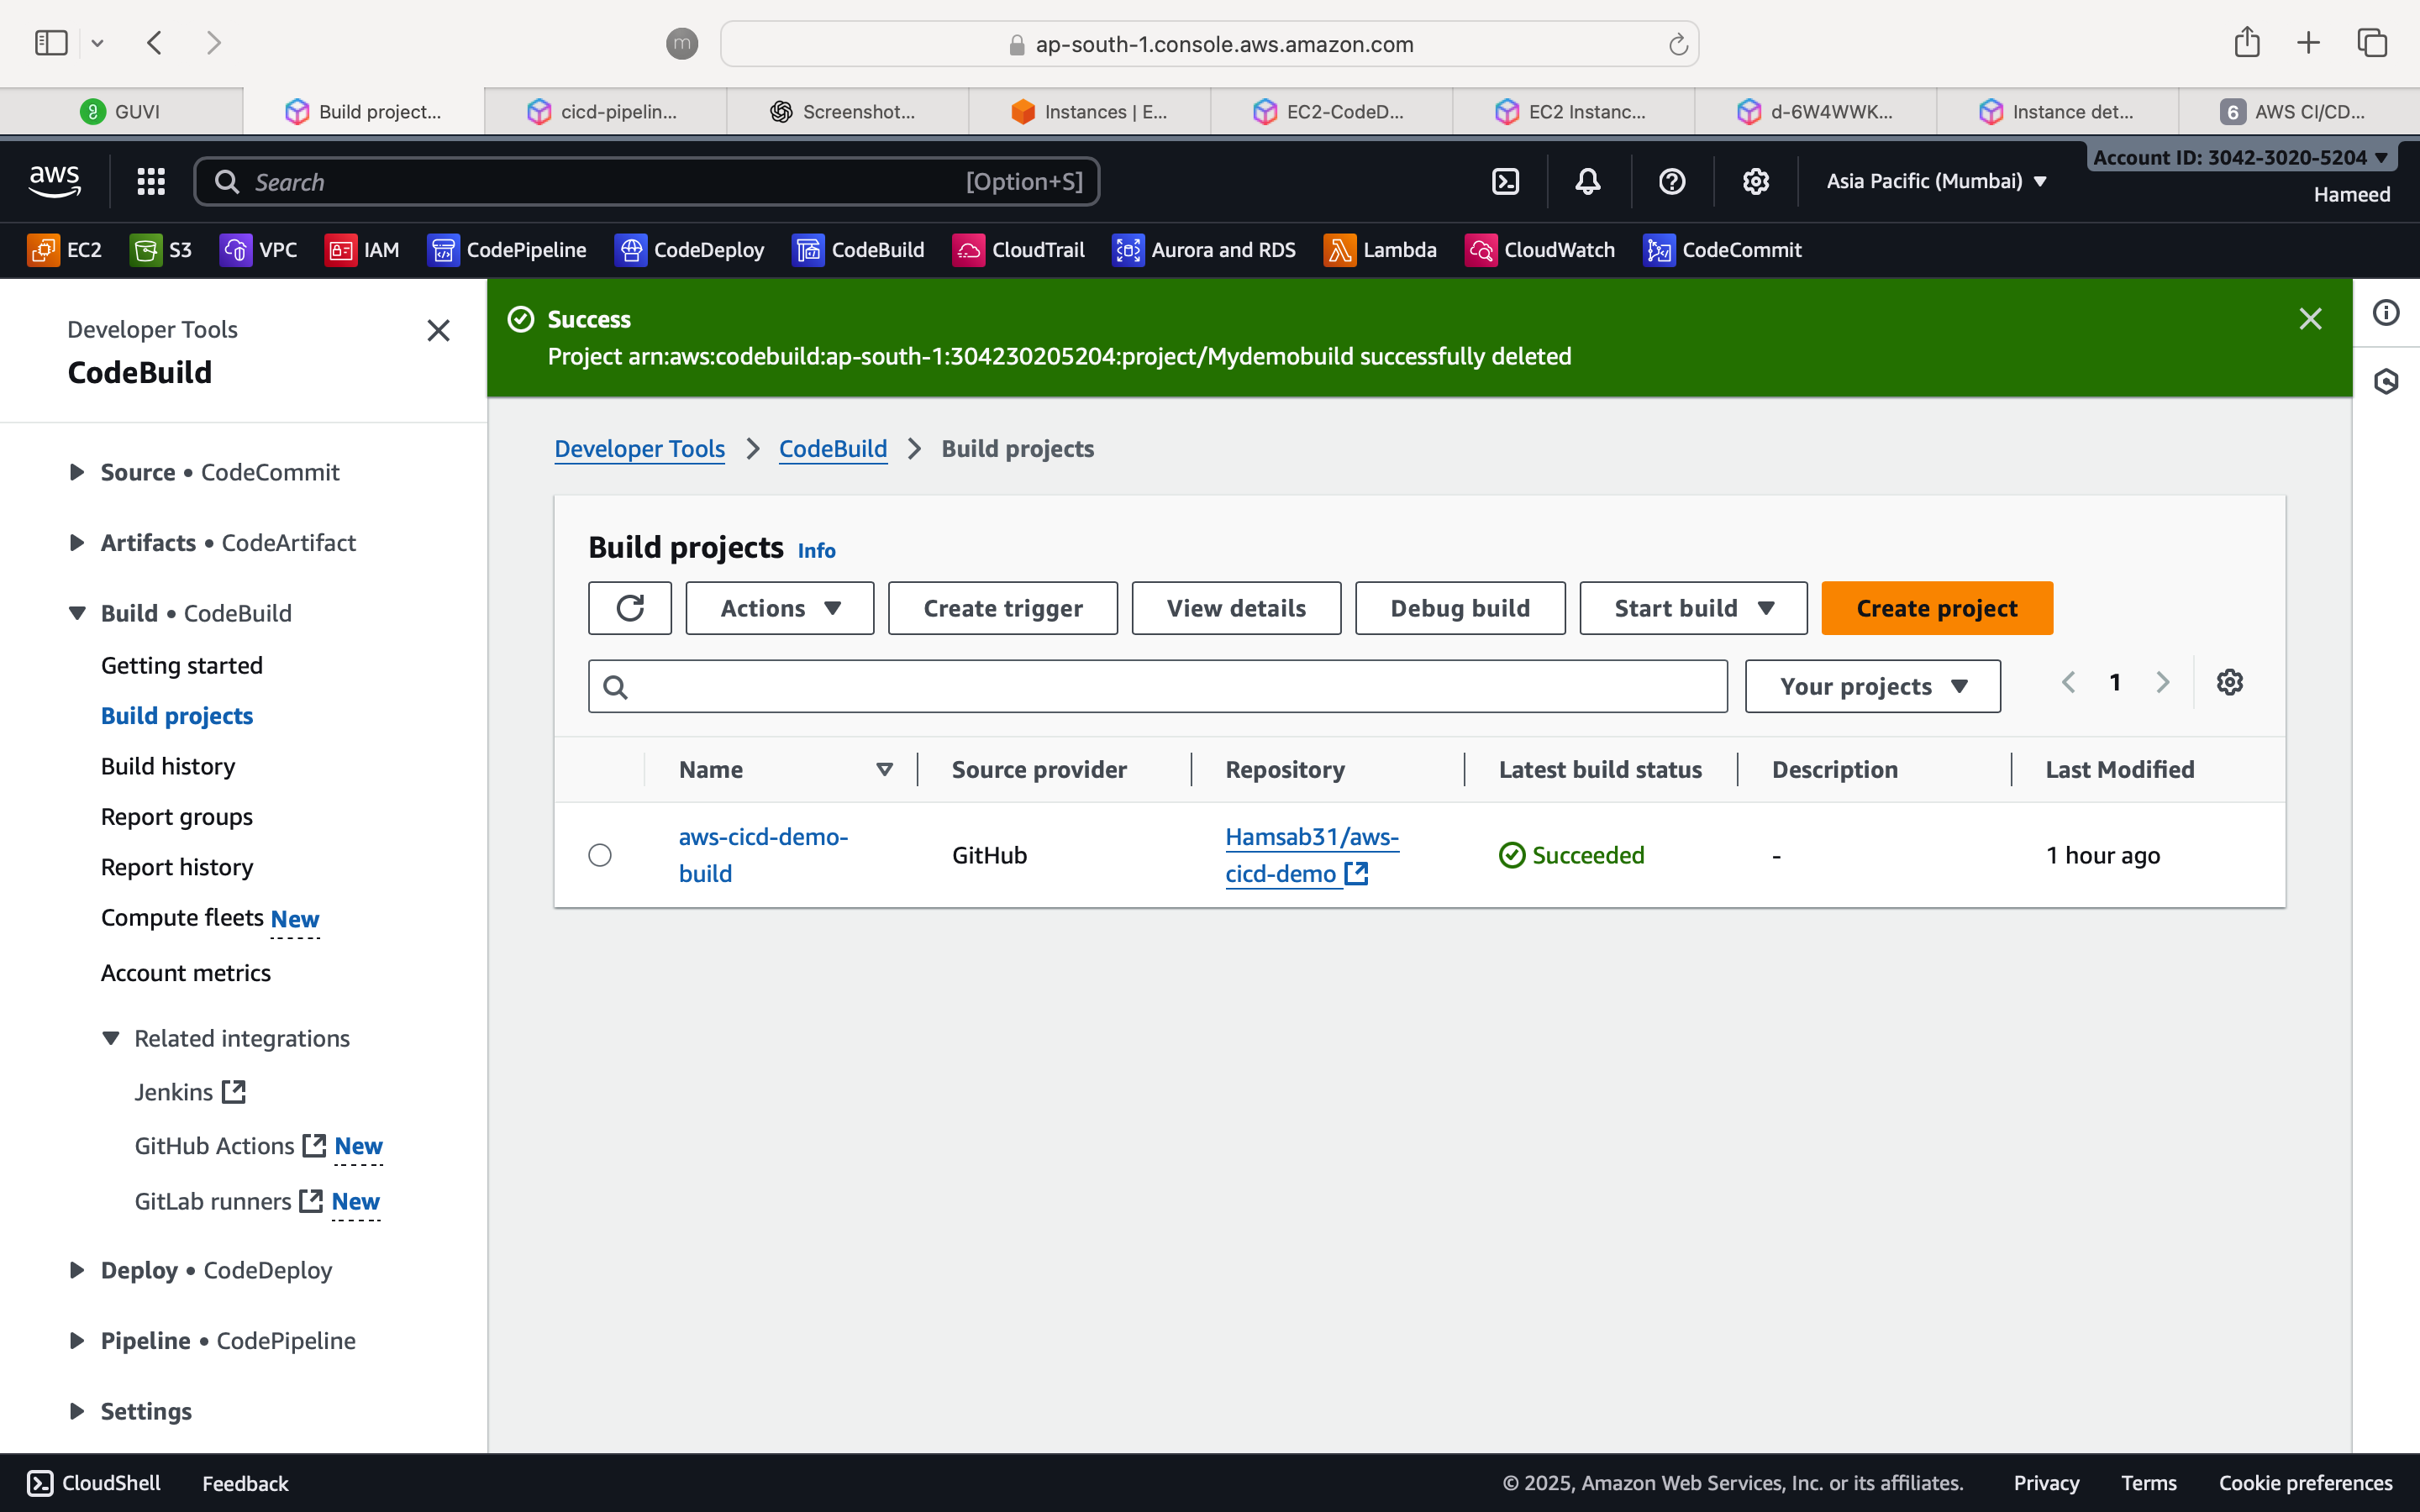 m
ap-south-1.console.aws.amazon.com
GUVI
Build project...
cicd-pipelin...
Screenshot...
Instances | E...
EC2-CodeD...
EC2 Instanc...
d-6W4WWK...
Instance det...
6 AWS CI/CD...
aws
Search
[Option+S]
Asia Pacific (Mumbai)
Account ID: 3042-3020-5204
Hameed
EC2
S3
VPC
IAM
CodePipeline
CodeDeploy
CodeBuild
CloudTrail
Aurora and RDS
Lambda
CloudWatch
CodeCommit
Developer Tools
CodeBuild
Source • CodeCommit
Artifacts • CodeArtifact
Build • CodeBuild
Getting started
Build projects
Build history
Report groups
Report history
Compute fleets New
Account metrics
Related integrations
Jenkins
GitHub Actions New
GitLab runners New
Deploy • CodeDeploy
Pipeline • CodePipeline
Settings
Success
Project arn:aws:codebuild:ap-south-1:304230205204:project/Mydemobuild successfully deleted
Developer Tools
CodeBuild
Build projects
Build projects Info
Actions
Create trigger
View details
Debug build
Start build
Create project
Your projects
1
Name
Source provider
Repository
Latest build status
Description
Last Modified
aws-cicd-demo-
build
GitHub
Hamsab31/aws-
cicd-demo
Succeeded
-
1 hour ago
CloudShell
Feedback
© 2025, Amazon Web Services, Inc. or its affiliates.
Privacy
Terms
Cookie preferences